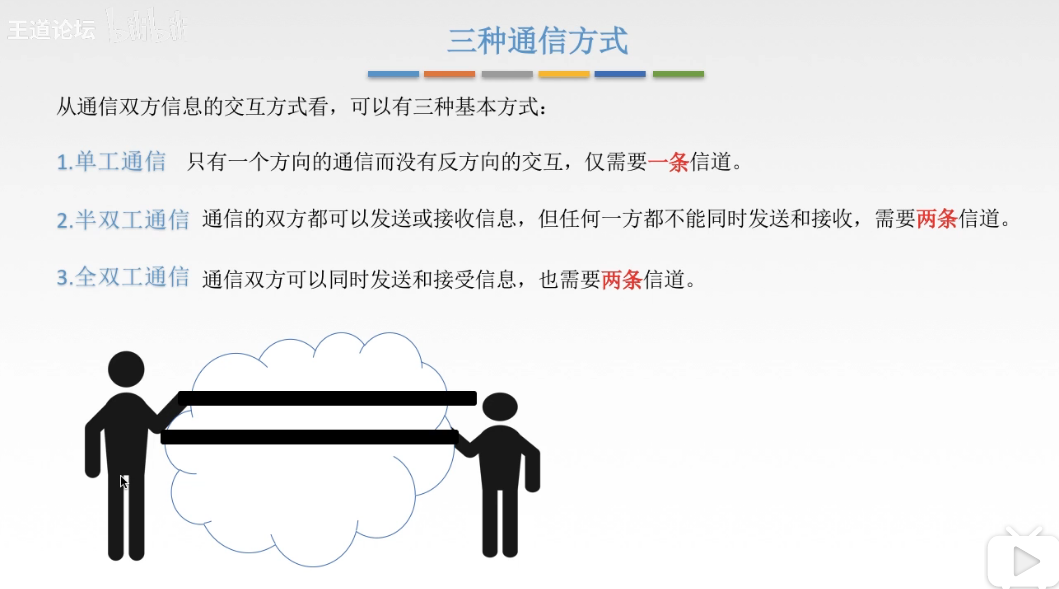 王道论坛 bilibili
三种通信方式
从通信双方信息的交互方式看，可以有三种基本方式：
1.单工通信 只有一个方向的通信而没有反方向的交互，仅需要一条信道。
2.半双工通信 通信的双方都可以发送或接收信息，但任何一方都不能同时发送和接收，需要两条信道。
3.全双工通信 通信双方可以同时发送和接受信息，也需要两条信道。